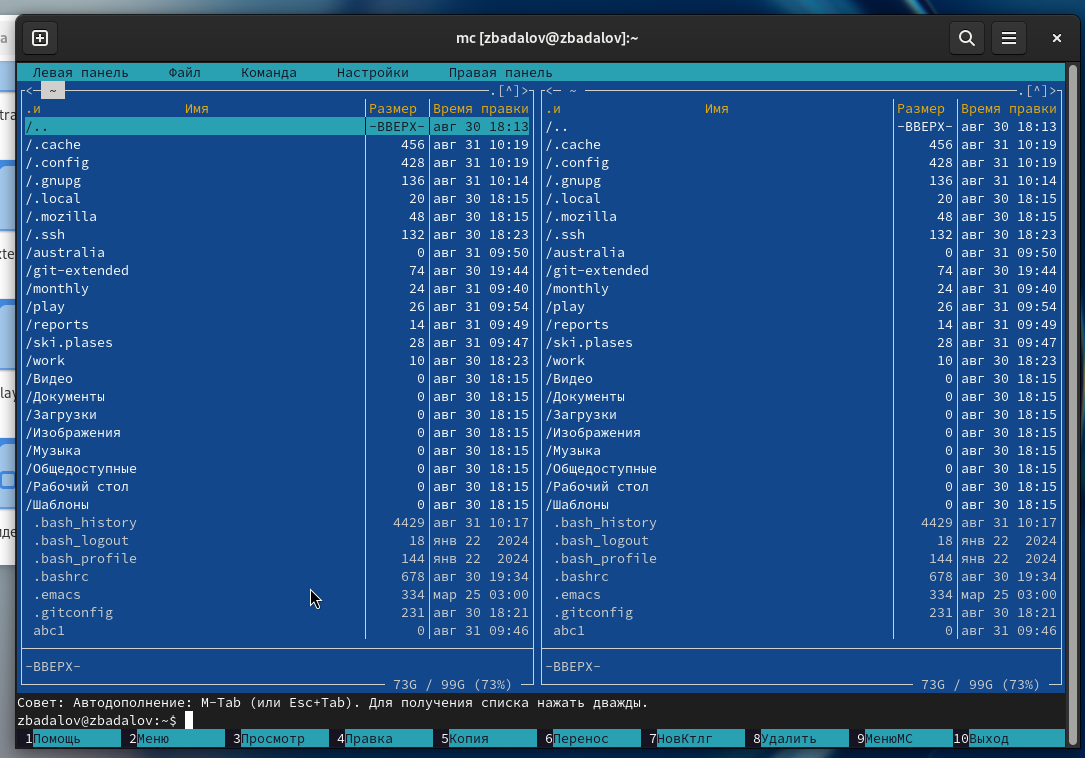 mc [zbadalov@zbadalov]:~
Левая панель Файл Команда Настройки Правая панель
<─ ~ .[^]> <─ ~ .[^]>
.и Имя Размер Время правки .и Имя Размер Время правки
/.. -ВВЕРХ- авг 30 18:13 /.. -ВВЕРХ- авг 30 18:13
/.cache 456 авг 31 10:19 /.cache 456 авг 31 10:19
/.config 428 авг 31 10:19 /.config 428 авг 31 10:19
/.gnupg 136 авг 31 10:14 /.gnupg 136 авг 31 10:14
/.local 20 авг 30 18:15 /.local 20 авг 30 18:15
/.mozilla 48 авг 30 18:15 /.mozilla 48 авг 30 18:15
/.ssh 132 авг 30 18:23 /.ssh 132 авг 30 18:23
/australia 0 авг 31 09:50 /australia 0 авг 31 09:50
/git-extended 74 авг 30 19:44 /git-extended 74 авг 30 19:44
/monthly 24 авг 31 09:40 /monthly 24 авг 31 09:40
/play 26 авг 31 09:54 /play 26 авг 31 09:54
/reports 14 авг 31 09:49 /reports 14 авг 31 09:49
/ski.plases 28 авг 31 09:47 /ski.plases 28 авг 31 09:47
/work 10 авг 30 18:23 /work 10 авг 30 18:23
/Видео 0 авг 30 18:15 /Видео 0 авг 30 18:15
/Документы 0 авг 30 18:15 /Документы 0 авг 30 18:15
/Загрузки 0 авг 30 18:15 /Загрузки 0 авг 30 18:15
/Изображения 0 авг 30 18:15 /Изображения 0 авг 30 18:15
/Музыка 0 авг 30 18:15 /Музыка 0 авг 30 18:15
/Общедоступные 0 авг 30 18:15 /Общедоступные 0 авг 30 18:15
/Рабочий стол 0 авг 30 18:15 /Рабочий стол 0 авг 30 18:15
/Шаблоны 0 авг 30 18:15 /Шаблоны 0 авг 30 18:15
.bash_history 4429 авг 31 10:17 .bash_history 4429 авг 31 10:17
.bash_logout 18 янв 22 2024 .bash_logout 18 янв 22 2024
.bash_profile 144 янв 22 2024 .bash_profile 144 янв 22 2024
.bashrc 678 авг 30 19:34 .bashrc 678 авг 30 19:34
.emacs 334 мар 25 03:00 .emacs 334 мар 25 03:00
.gitconfig 231 авг 30 18:21 .gitconfig 231 авг 30 18:21
abc1 0 авг 31 09:46 abc1 0 авг 31 09:46
-ВВЕРХ- -ВВЕРХ-
73G / 99G (73%) 73G / 99G (73%)
Совет: Автодополнение: M-Tab (или Esc+Tab). Для получения списка нажать дважды.
zbadalov@zbadalov:~$
1Помощь 2Меню 3Просмотр 4Правка 5Копия 6Перенос 7НовКтлг 8Удалить 9МенюМС 10Выход